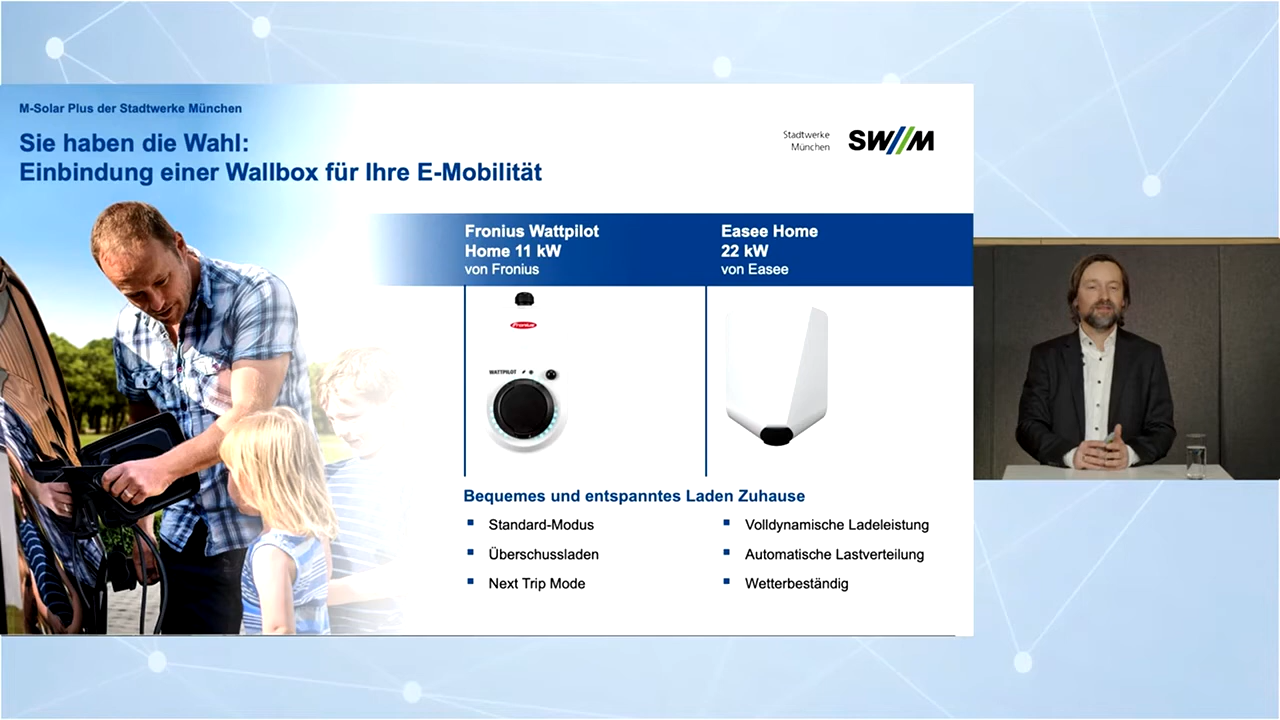 M-Solar Plus der Stadtwerke München
Sie haben die Wahl:
Einbindung einer Wallbox für Ihre E-Mobilität
Stadtwerke
München
SWM
Fronius Wattpilot
Home 11 kW
von Fronius
Easee Home
22 kW
von Easee
Fronius
WATTPILOT
Bequemes und entspanntes Laden Zuhause
Standard-Modus
Überschussladen
Next Trip Mode
Volldynamische Ladeleistung
Automatische Lastverteilung
Wetterbeständig